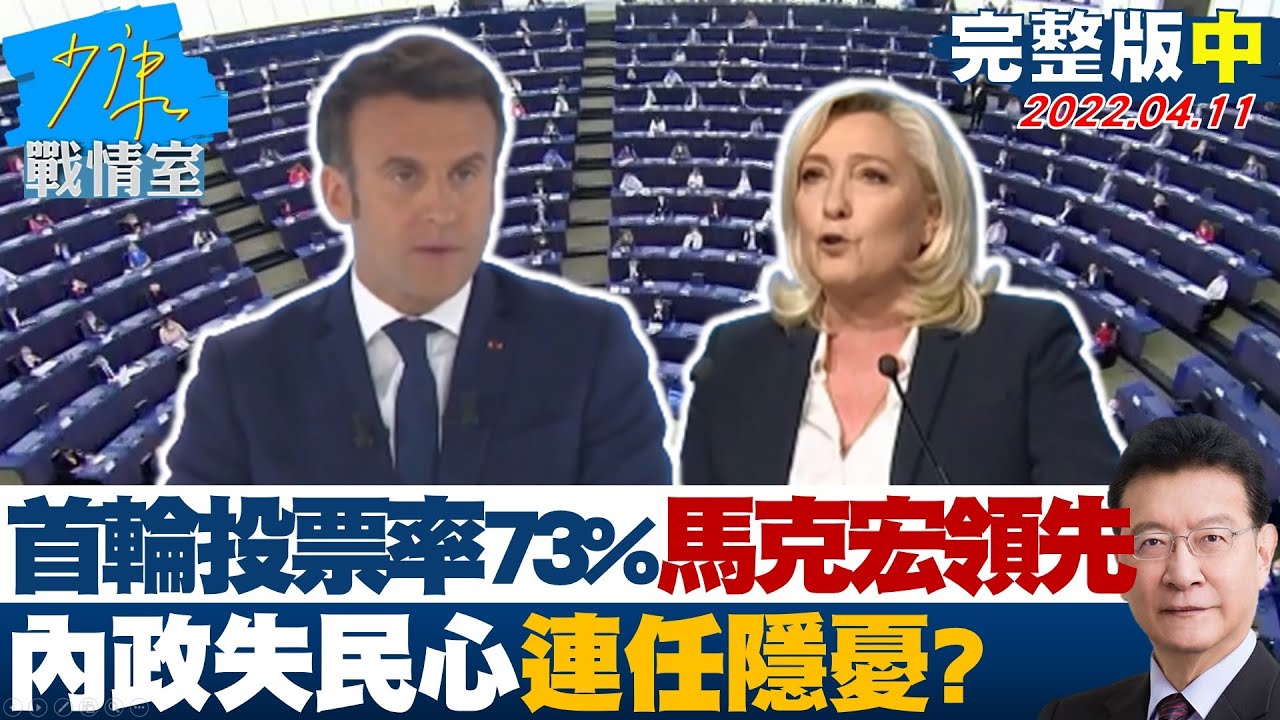 少康
戰情室
完整版中
2022.04.11
首輪投票率73%馬克宏領先
內政失民心連任隱憂?